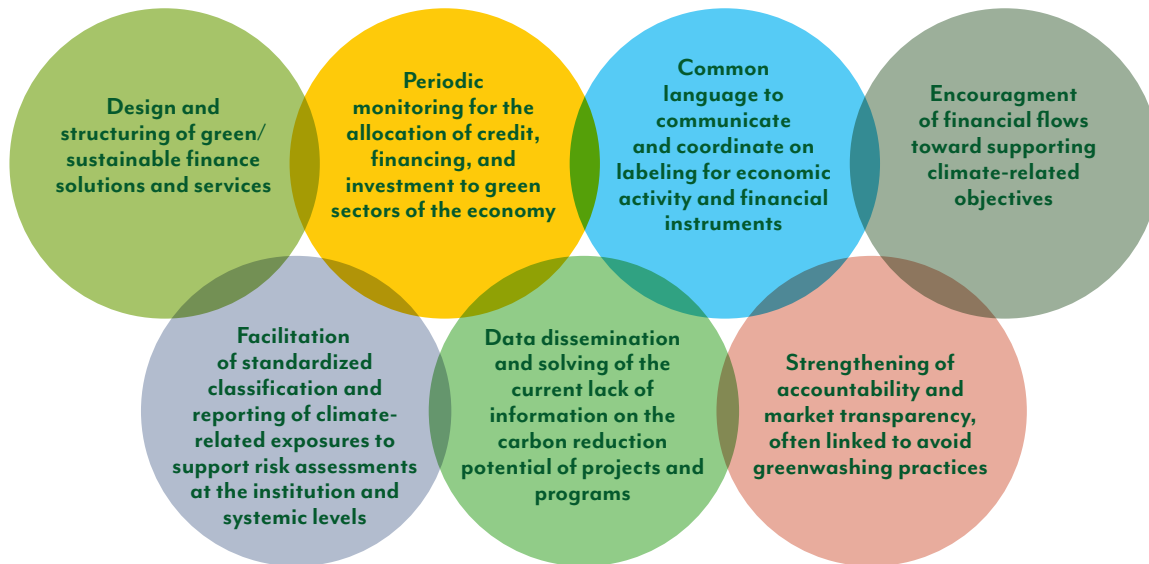 Design and
structuring of green/
sustainable finance
solutions and services
Periodic
monitoring for the
allocation of credit,
financing, and
investment to green
sectors of the economy
Common
language to
communicate
and coordinate on
labeling for economic
activity and financial
instruments
Encouragment
of financial flows
toward supporting
climate-related
objectives
Facilitation
of standardized
classification and
reporting of climate-
related exposures to
support risk assessments
at the institution and
systemic levels
Data dissemination
and solving of the
current lack of
information on the
carbon reduction
potential of projects and
programs
Strengthening of
accountability and
market transparency,
often linked to avoid
greenwashing practices